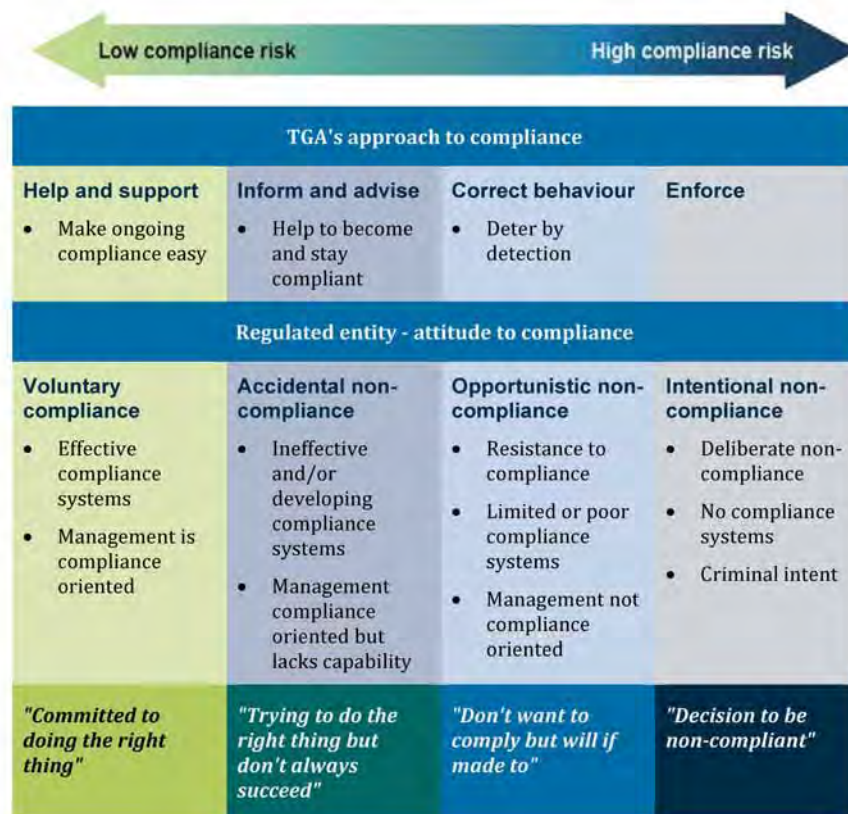 Low compliance risk
High compliance risk
TGA's approach to compliance
Help and support
• Make ongoing
compliance easy
Inform and advise
• Help to become
and stay
compliant
Correct behaviour
• Deter by
detection
Enforce
Regulated entity - attitude to compliance
Voluntary
compliance
• Effective
compliance
systems
• Management is
compliance
oriented
Accidental non-
compliance
• Ineffective
and/or
developing
compliance
systems
• Management
compliance
oriented but
lacks capability
Opportunistic non-
compliance
• Resistance to
compliance
• Limited or poor
compliance
systems
• Management not
compliance
oriented
Intentional non-
compliance
• Deliberate non-
compliance
• No compliance
systems
• Criminal intent
"Committed to
doing the right
thing"
"Trying to do the
right thing but
don't always
succeed"
"Don't want to
comply but will if
made to"
"Decision to be
non-compliant"